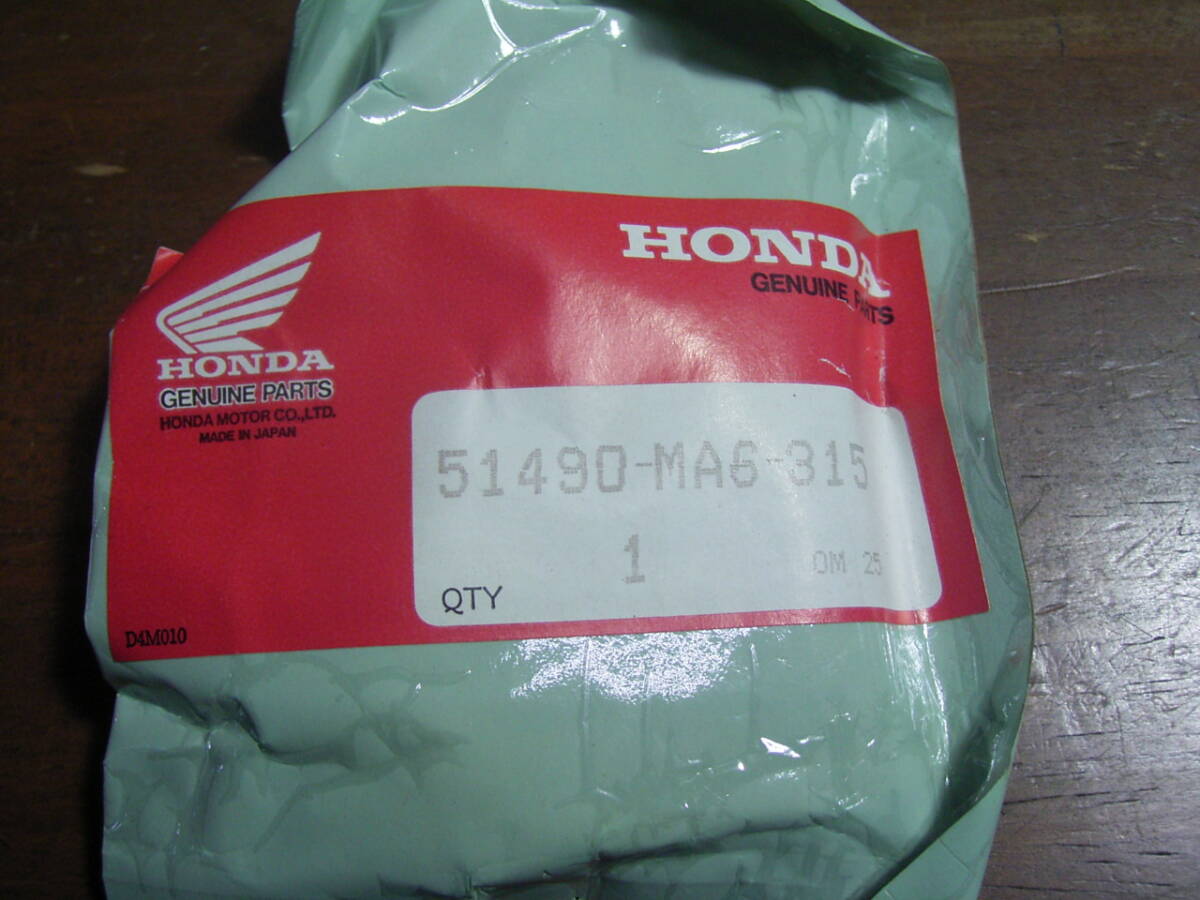 HONDA
GENUINE PARTS
HONDA
GENUINE PARTS
HONDA MOTOR CO.,LTD.
MADE IN JAPAN
51490-MA6-315
1
OM 25
QTY
D4M010